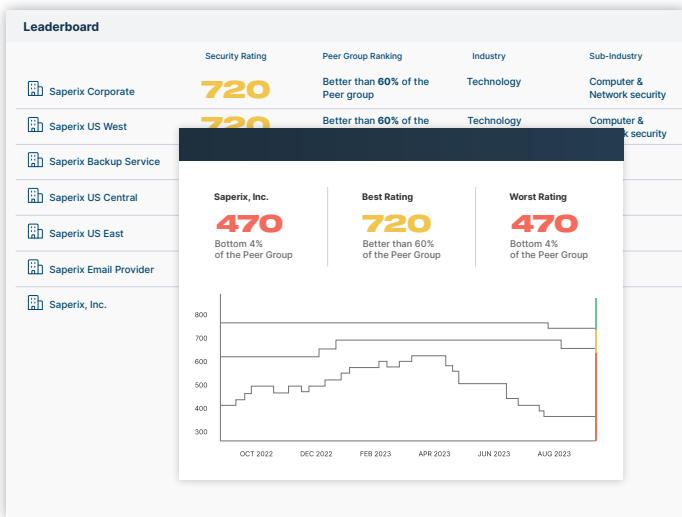 Leaderboard
Security Rating Peer Group Ranking Industry Sub-Industry
Saperix Corporate 720 Better than 60% of the Peer group Technology Computer & Network security
Saperix US West 720 Better than 60% of the Technology Computer & security
Saperix Backup Service
Saperix US Central
Saperix US East
Saperix Email Provider
Saperix, Inc.
Saperix, Inc. Best Rating Worst Rating
470 720 470
Bottom 4% Better than 60% Bottom 4%
of the Peer Group of the Peer Group of the Peer Group
800
700
600
500
400
300
OCT 2022 DEC 2022 FEB 2023 APR 2023 JUN 2023 AUG 2023